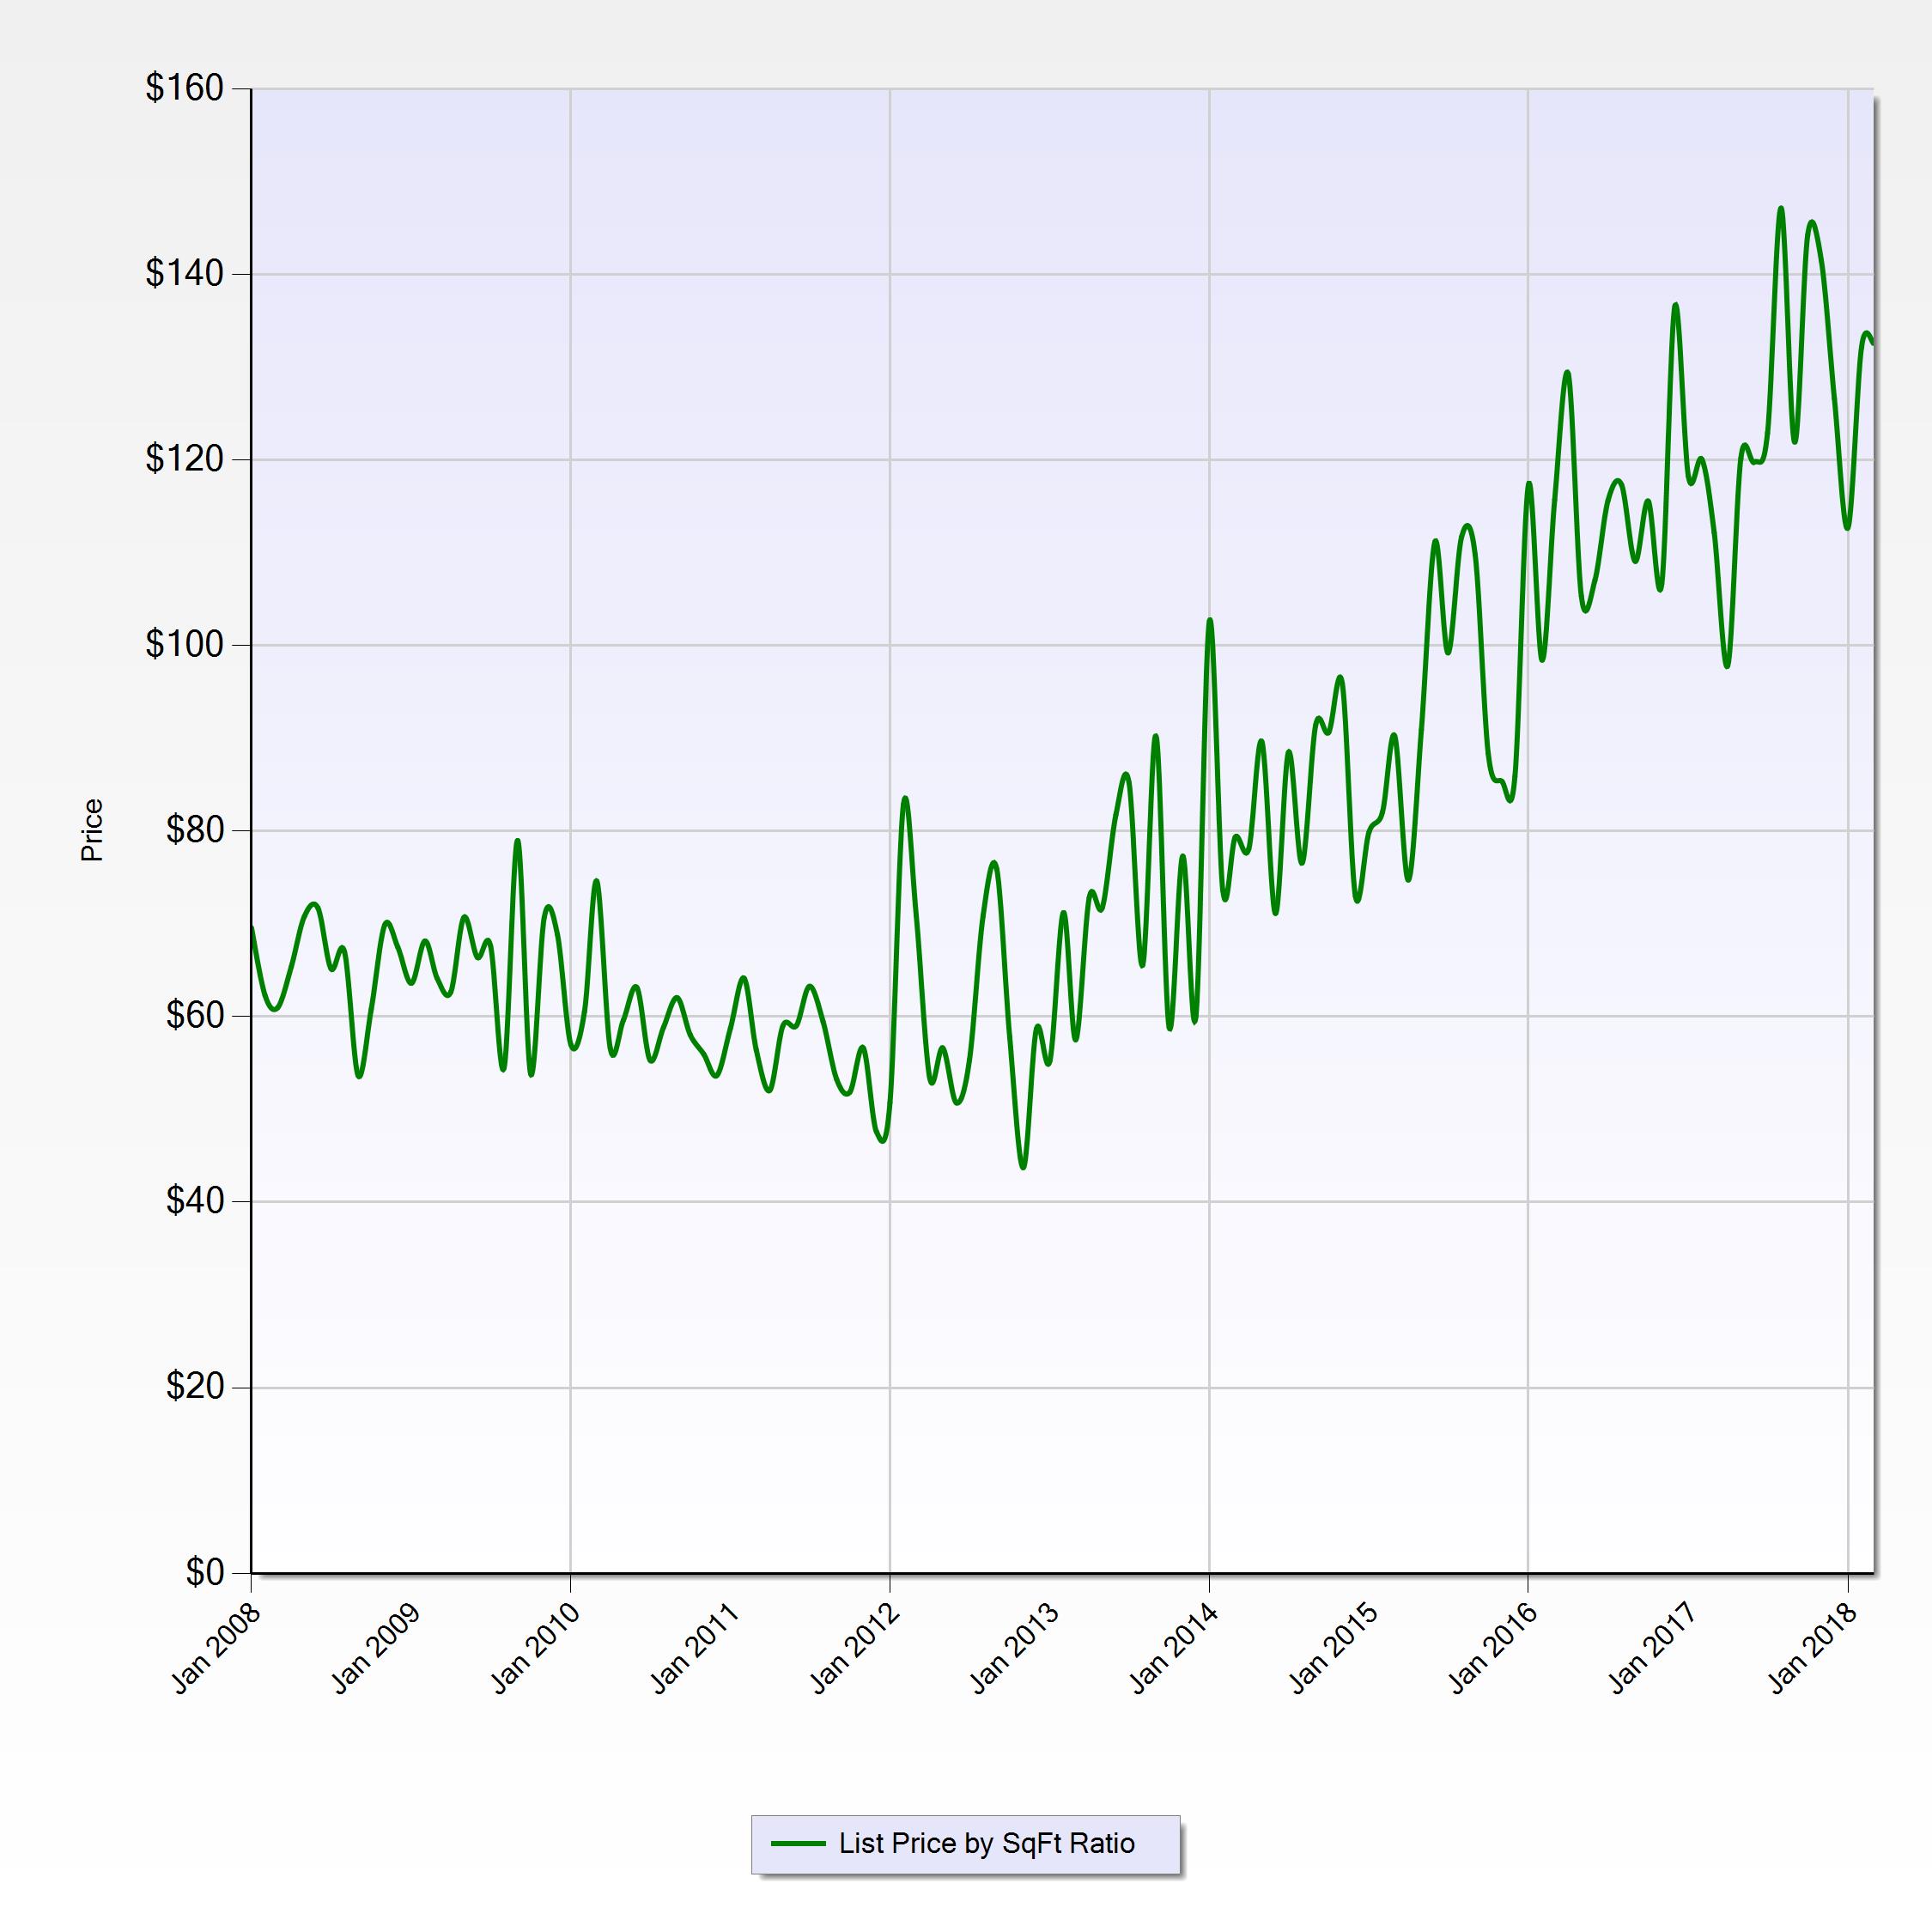 $160
$140
$120
$100
$80
$60
$40
$20
$0
Price
Jan 2008
Jan 2009
Jan 2010
Jan 2011
Jan 2012
Jan 2013
Jan 2014
Jan 2015
Jan 2016
Jan 2017
Jan 2018
List Price by SqFt Ratio